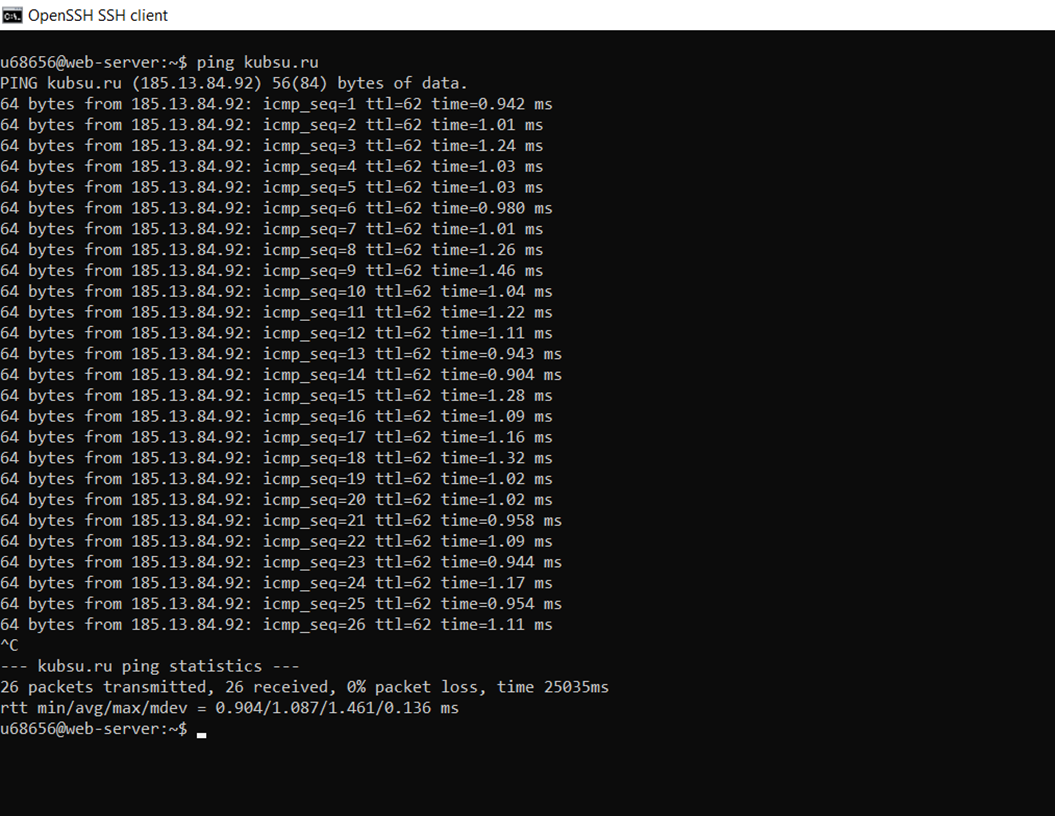 OpenSSH SSH client
u68656@web-server:~$ ping kubsu.ru
PING kubsu.ru (185.13.84.92) 56(84) bytes of data.
64 bytes from 185.13.84.92: icmp_seq=1 ttl=62 time=0.942 ms
64 bytes from 185.13.84.92: icmp_seq=2 ttl=62 time=1.01 ms
64 bytes from 185.13.84.92: icmp_seq=3 ttl=62 time=1.24 ms
64 bytes from 185.13.84.92: icmp_seq=4 ttl=62 time=1.03 ms
64 bytes from 185.13.84.92: icmp_seq=5 ttl=62 time=1.03 ms
64 bytes from 185.13.84.92: icmp_seq=6 ttl=62 time=0.980 ms
64 bytes from 185.13.84.92: icmp_seq=7 ttl=62 time=1.01 ms
64 bytes from 185.13.84.92: icmp_seq=8 ttl=62 time=1.26 ms
64 bytes from 185.13.84.92: icmp_seq=9 ttl=62 time=1.46 ms
64 bytes from 185.13.84.92: icmp_seq=10 ttl=62 time=1.04 ms
64 bytes from 185.13.84.92: icmp_seq=11 ttl=62 time=1.22 ms
64 bytes from 185.13.84.92: icmp_seq=12 ttl=62 time=1.11 ms
64 bytes from 185.13.84.92: icmp_seq=13 ttl=62 time=0.943 ms
64 bytes from 185.13.84.92: icmp_seq=14 ttl=62 time=0.904 ms
64 bytes from 185.13.84.92: icmp_seq=15 ttl=62 time=1.28 ms
64 bytes from 185.13.84.92: icmp_seq=16 ttl=62 time=1.09 ms
64 bytes from 185.13.84.92: icmp_seq=17 ttl=62 time=1.16 ms
64 bytes from 185.13.84.92: icmp_seq=18 ttl=62 time=1.32 ms
64 bytes from 185.13.84.92: icmp_seq=19 ttl=62 time=1.02 ms
64 bytes from 185.13.84.92: icmp_seq=20 ttl=62 time=1.02 ms
64 bytes from 185.13.84.92: icmp_seq=21 ttl=62 time=0.958 ms
64 bytes from 185.13.84.92: icmp_seq=22 ttl=62 time=1.09 ms
64 bytes from 185.13.84.92: icmp_seq=23 ttl=62 time=0.944 ms
64 bytes from 185.13.84.92: icmp_seq=24 ttl=62 time=1.17 ms
64 bytes from 185.13.84.92: icmp_seq=25 ttl=62 time=0.954 ms
64 bytes from 185.13.84.92: icmp_seq=26 ttl=62 time=1.11 ms
^C
--- kubsu.ru ping statistics ---
26 packets transmitted, 26 received, 0% packet loss, time 25035ms
rtt min/avg/max/mdev = 0.904/1.087/1.461/0.136 ms
u68656@web-server:~$